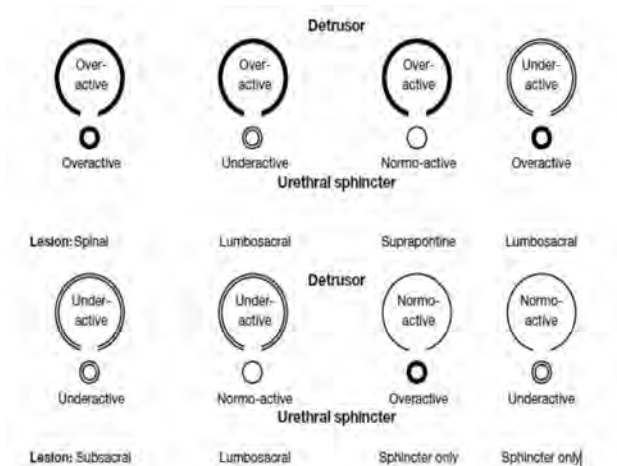 Detrusor
Over-
active
Over-
active
Over-
active
Under-
active
Overactive Underactive Normo-active Overactive
Urethral sphincter
Lesion: Spinal Lumbosacral Suprapontine Lumbosacral
Detrusor
Under-
active
Under-
active
Normo-
active
Normo-
active
Underactive Normo-active Overactive Underactive
Urethral sphincter
Lesion: Subsacral Lumbosacral Sphincter only Sphincter only